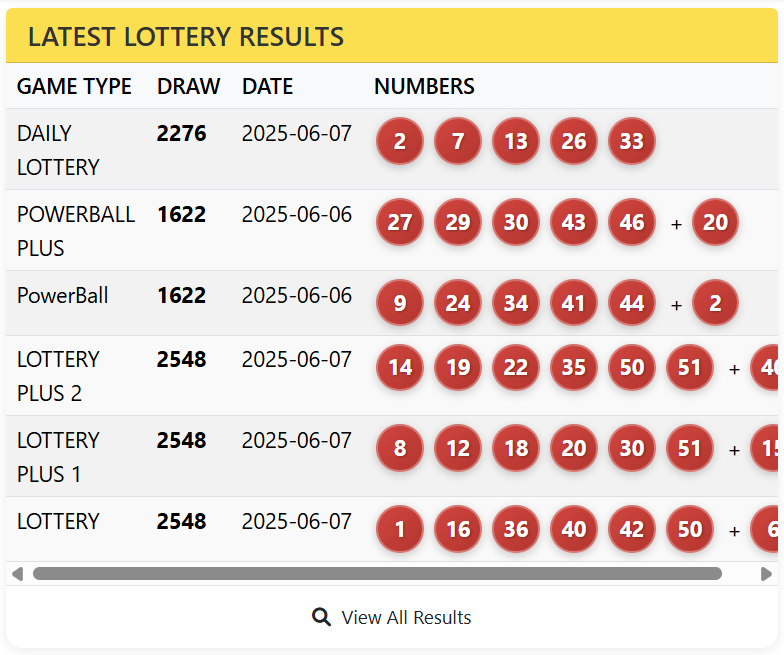 LATEST LOTTERY RESULTS
GAME TYPE DRAW DATE NUMBERS
DAILY LOTTERY 2276 2025-06-07 2 7 13 26 33
POWERBALL PLUS 1622 2025-06-06 27 29 30 43 46 + 20
PowerBall 1622 2025-06-06 9 24 34 41 44 + 2
LOTTERY PLUS 2 2548 2025-06-07 14 19 22 35 50 51 +
LOTTERY PLUS 1 2548 2025-06-07 8 12 18 20 30 51 +
LOTTERY 2548 2025-06-07 1 16 36 40 42 50 +
View All Results